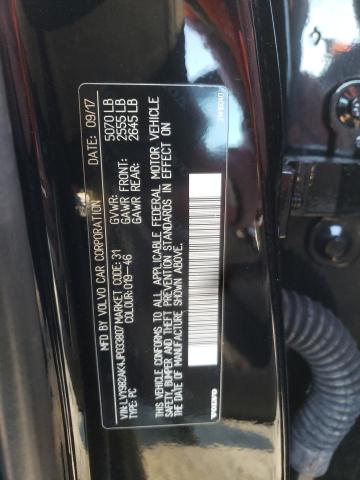 MFD BY VOLVO CAR CORPORATION DATE: 09/17
GVWR: 5070 LB
GAWR FRONT: 2555 LB
GAWR REAR: 2645 LB
THIS VEHICLE CONFORMS TO ALL APPLICABLE FEDERAL MOTOR VEHICLE
SAFETY, BUMPER AND THEFT PREVENTION STANDARDS IN EFFECT ON
THE DATE OF MANUFACTURE SHOWN ABOVE.
VIN: LVY982AK4JP033807 MARKET CODE: 31
TYPE: PC COLOUR: 019-46
VOLVO